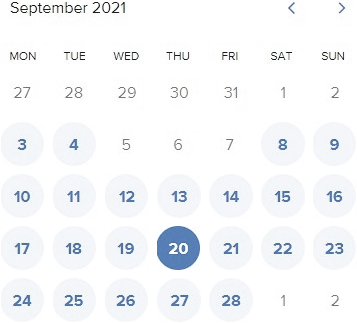 September 2021
MON TUE WED THU FRI SAT SUN
27 28 29 30 31 1 2
3 4 5 6 7 8 9
10 11 12 13 14 15 16
17 18 19 20 21 22 23
24 25 26 27 28 1 2